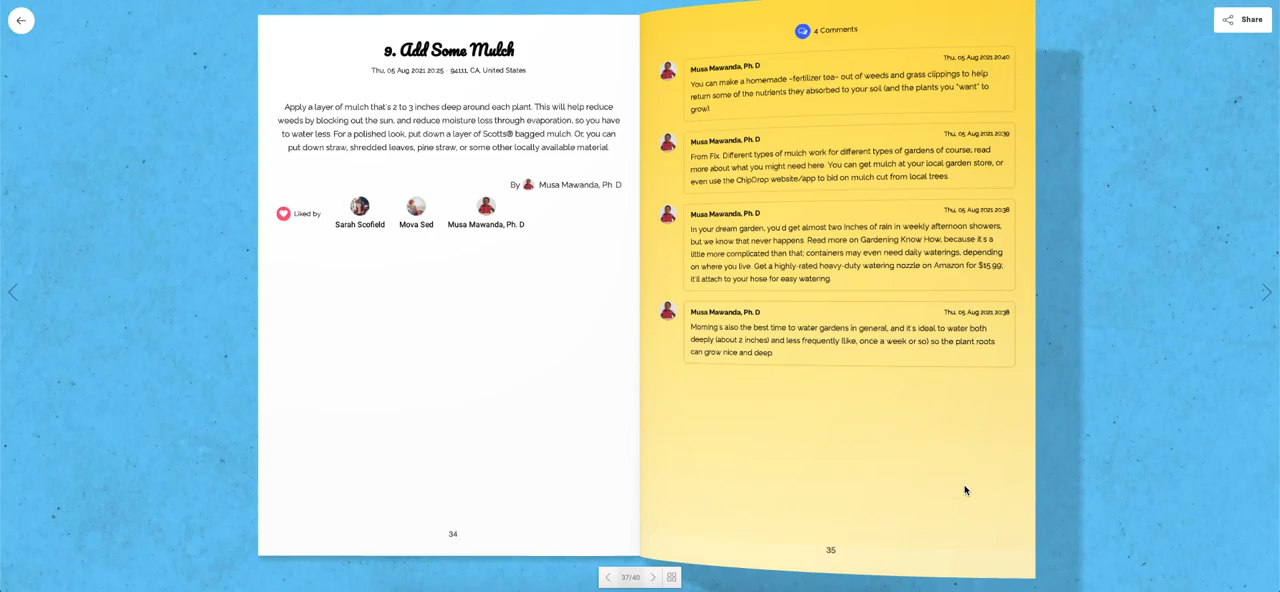 Share
9. Add Some Mulch
Thu, 05 Aug 2021 20:25 · 94111, CA, United States
Apply a layer of mulch that's 2 to 3 inches deep around each plant. This will help reduce
weeds by blocking out the sun, and reduce moisture loss through evaporation, so you have
to water less. For a polished look, put down a layer of Scotts® bagged mulch. Or, you can
put down straw, shredded leaves, pine straw, or some other locally available material.
By Musa Mawanda, Ph. D
Liked by
Sarah Scofield Mova Sed Musa Mawanda, Ph. D
34
4 Comments
Musa Mawanda, Ph. D Thu, 05 Aug 2021 20:40
You can make a homemade ~fertilizer tea~ out of weeds and grass clippings to help
return some of the nutrients they absorbed to your soil (and the plants you *want* to
grow).
Musa Mawanda, Ph. D Thu, 05 Aug 2021 20:39
From Fix. Different types of mulch work for different types of gardens of course; read
more about what you might need here. You can get mulch at your local garden store, or
even use the ChipDrop website/app to bid on mulch cut from local trees.
Musa Mawanda, Ph. D Thu, 05 Aug 2021 20:38
In your dream garden, you'd get almost two inches of rain in weekly afternoon showers,
but we know that never happens. Read more on Gardening Know How, because it's a
little more complicated than that; containers may even need daily waterings, depending
on where you live. Get a highly-rated heavy-duty watering nozzle on Amazon for $15.99;
it'll attach to your hose for easy watering.
Musa Mawanda, Ph. D Thu, 05 Aug 2021 20:38
Morning's also the best time to water gardens in general, and it's ideal to water both
deeply (about 2 inches) and less frequently (like, once a week or so) so the plant roots
can grow nice and deep.
35
37/40